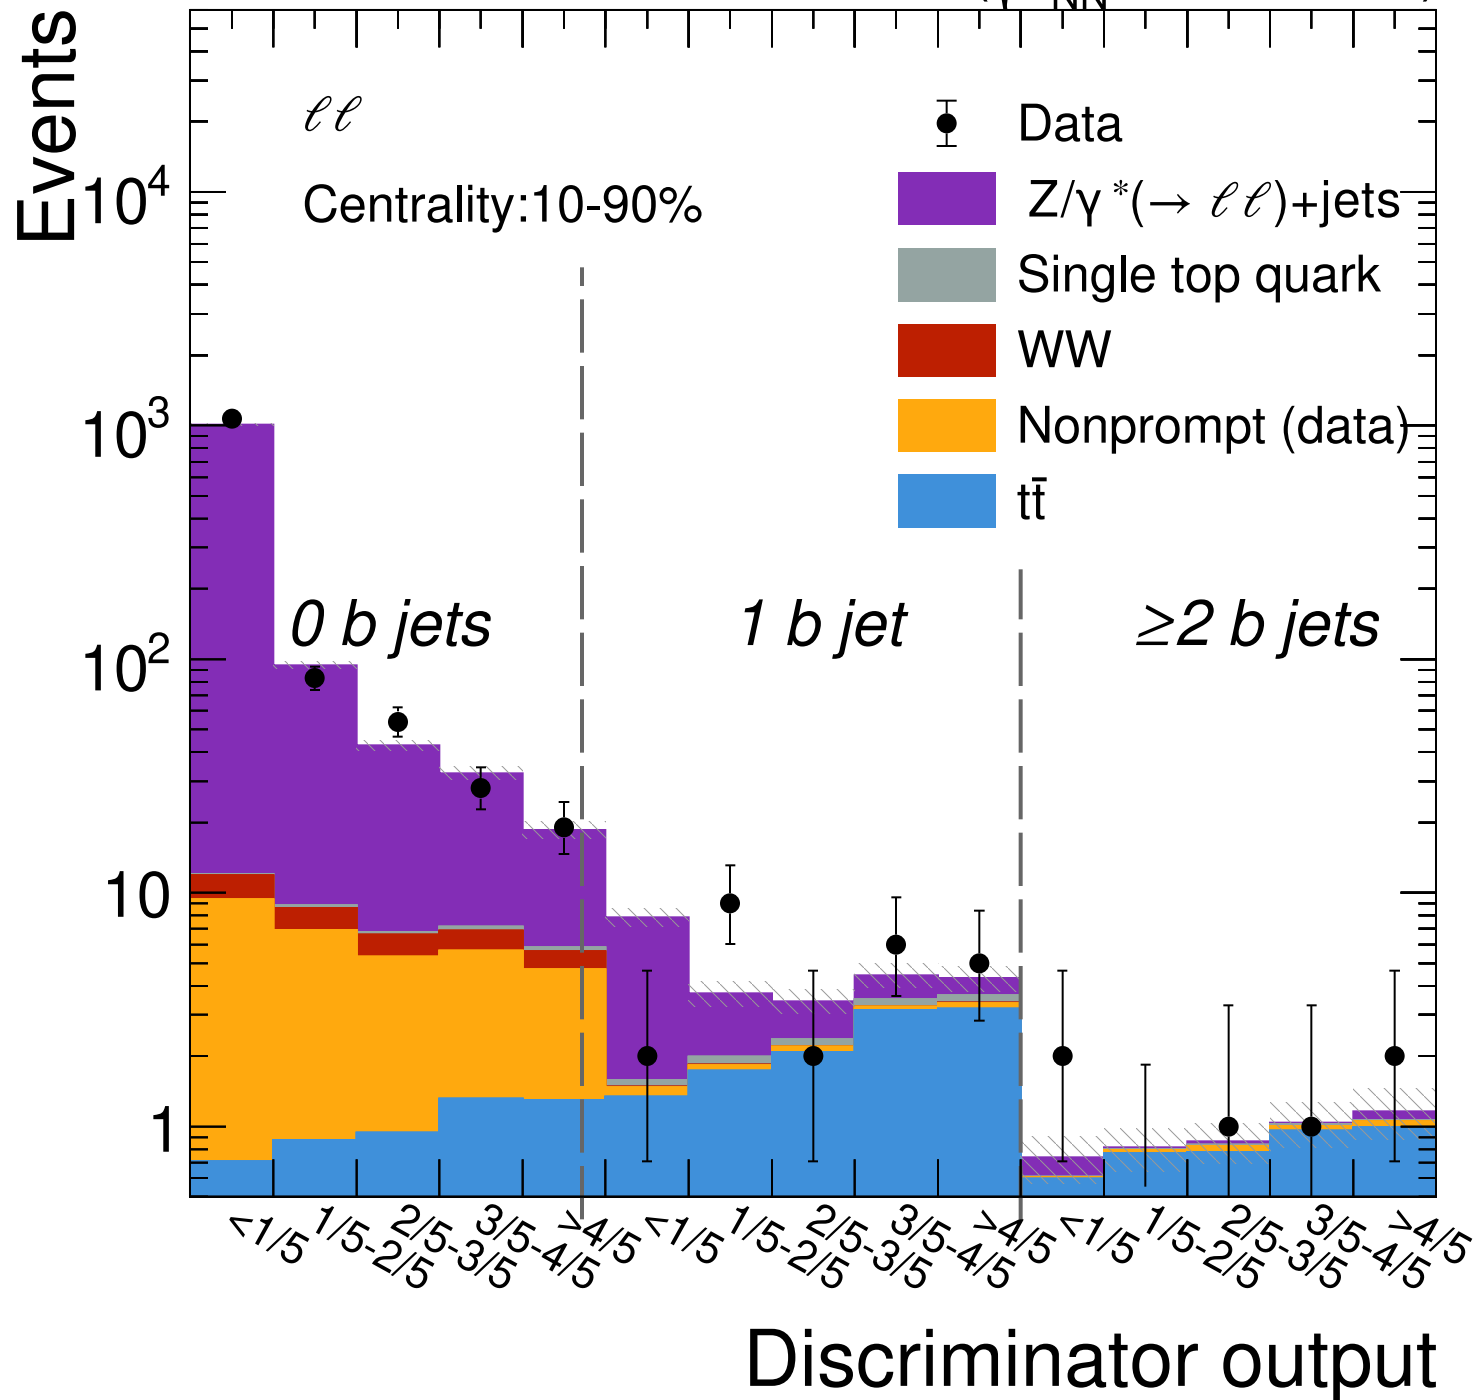 Events
ℓℓ
Centrality:10-90%
Data
Z/γ*(→ ℓℓ)+jets
Single top quark
WW
Nonprompt (data)
tt̄
10⁴
10³
10²
10
1
0 b jets
1 b jet
≥2 b jets
<1/5
1/5-2/5
2/5-3/5
3/5-4/5
>4/5
<1/5
1/5-2/5
2/5-3/5
3/5-4/5
>4/5
<1/5
1/5-2/5
2/5-3/5
3/5-4/5
>4/5
Discriminator output